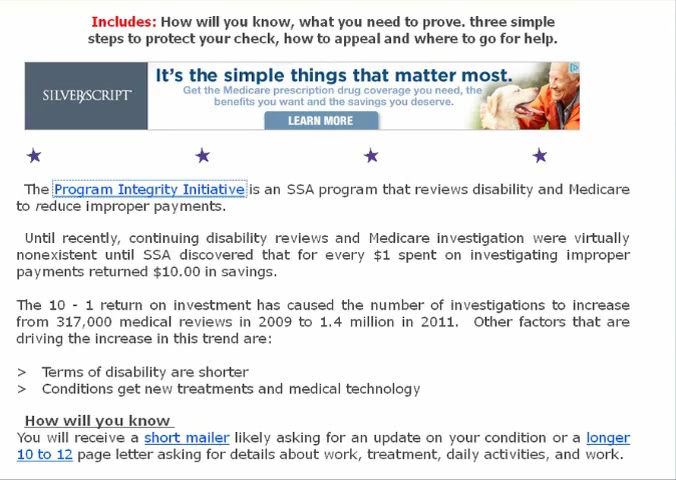 Includes: How will you know, what you need to prove. three simple
steps to protect your check, how to appeal and where to go for help.
SILVERSCRIPT
It's the simple things that matter most.
Get the Medicare prescription drug coverage you need, the
benefits you want and the savings you deserve.
LEARN MORE
The Program Integrity Initiative is an SSA program that reviews disability and Medicare
to reduce improper payments.
Until recently, continuing disability reviews and Medicare investigation were virtually
nonexistent until SSA discovered that for every $1 spent on investigating improper
payments returned $10.00 in savings.
The 10 - 1 return on investment has caused the number of investigations to increase
from 317,000 medical reviews in 2009 to 1.4 million in 2011. Other factors that are
driving the increase in this trend are:
> Terms of disability are shorter
> Conditions get new treatments and medical technology
How will you know
You will receive a short mailer likely asking for an update on your condition or a longer
10 to 12 page letter asking for details about work, treatment, daily activities, and work.